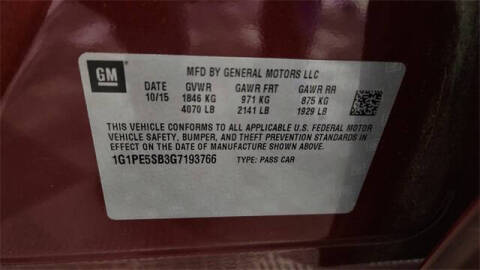 GM
MFD BY GENERAL MOTORS LLC
DATE GVWR GAWR FRT GAWR RR
10/15 1846 KG 971 KG 875 KG
4070 LB 2141 LB 1929 LB
THIS VEHICLE CONFORMS TO ALL APPLICABLE U.S. FEDERAL MOTOR
VEHICLE SAFETY, BUMPER, AND THEFT PREVENTION STANDARDS IN
EFFECT ON THE DATE OF MANUFACTURE SHOWN ABOVE.
1G1PE5SB3G7193766 TYPE: PASS CAR